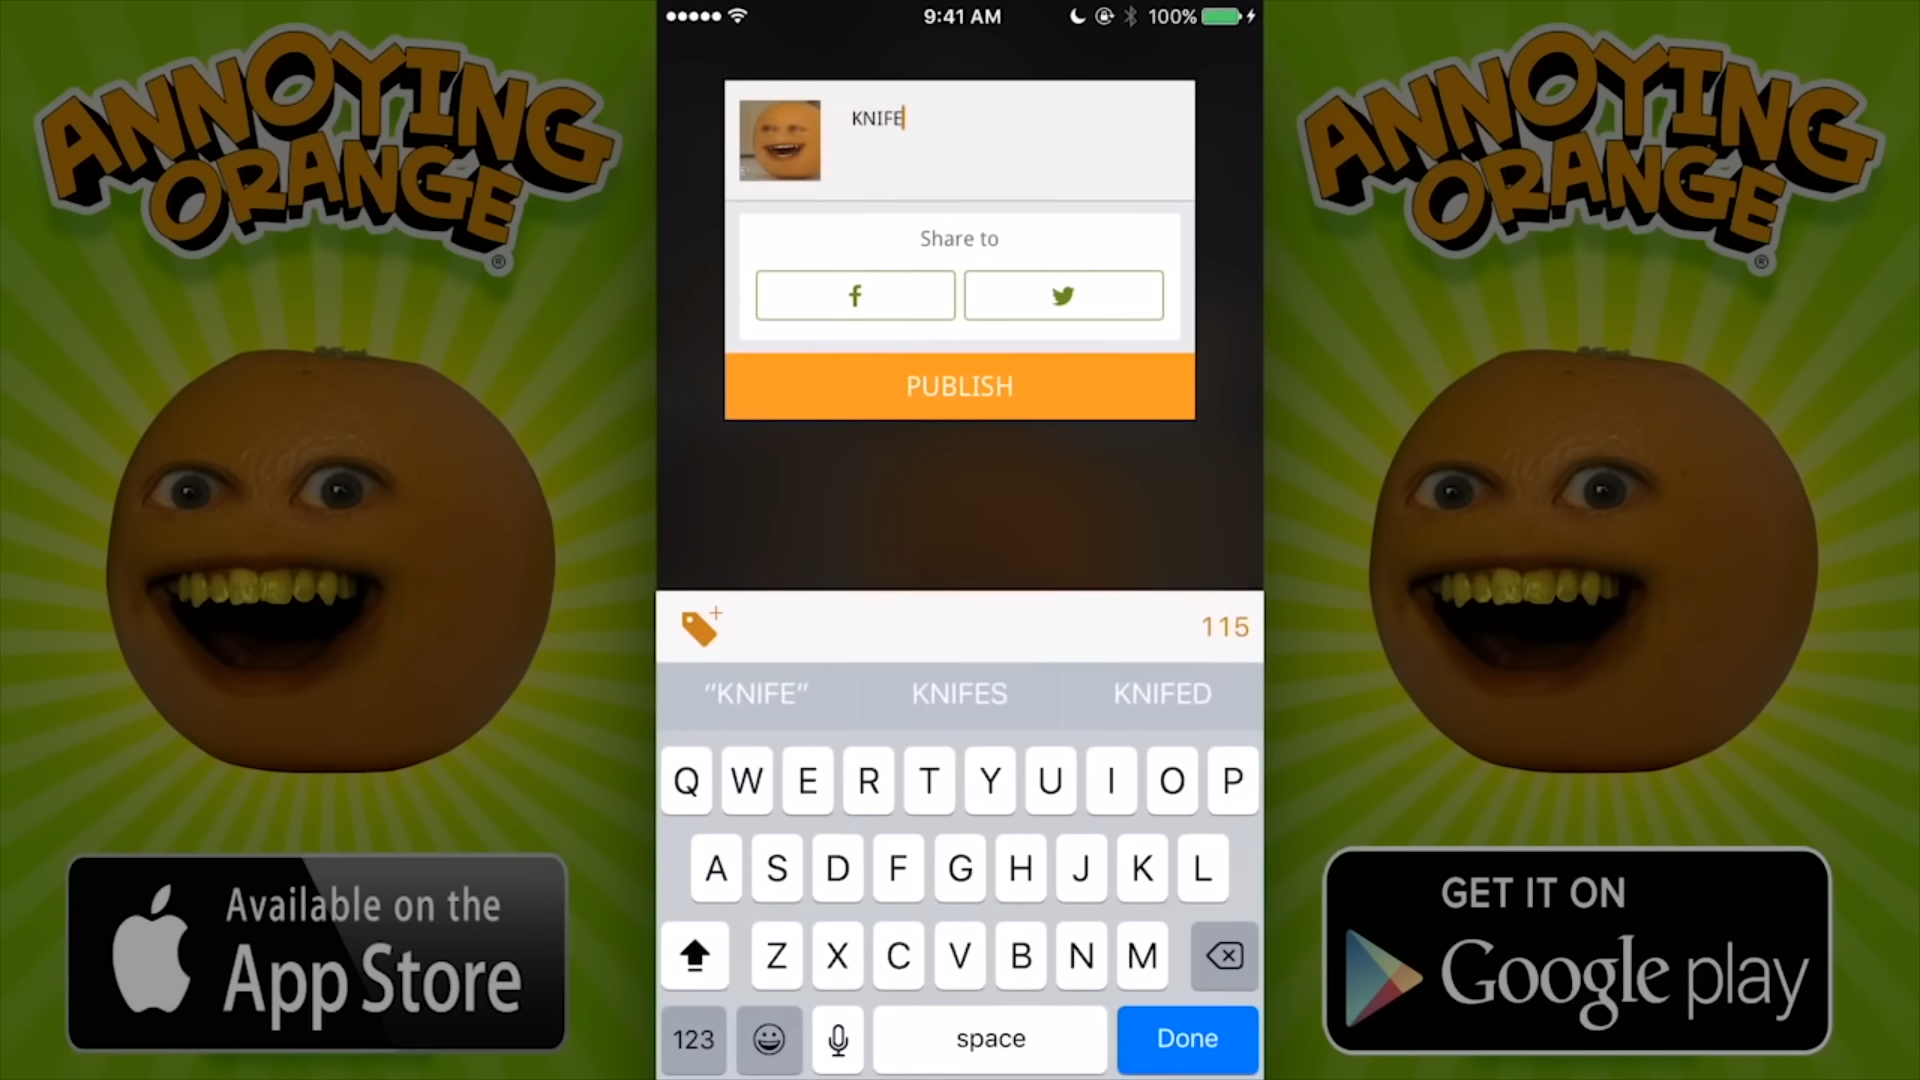 ANNOYING
ORANGE
®
Available on the
App Store
9:41 AM
100%
KNIFE
Share to
PUBLISH
115
“KNIFE”
KNIFES
KNIFED
Q W E R T Y U I O P
A S D F G H J K L
Z X C V B N M
123
space
Done
ANNOYING
ORANGE
®
GET IT ON
Google play